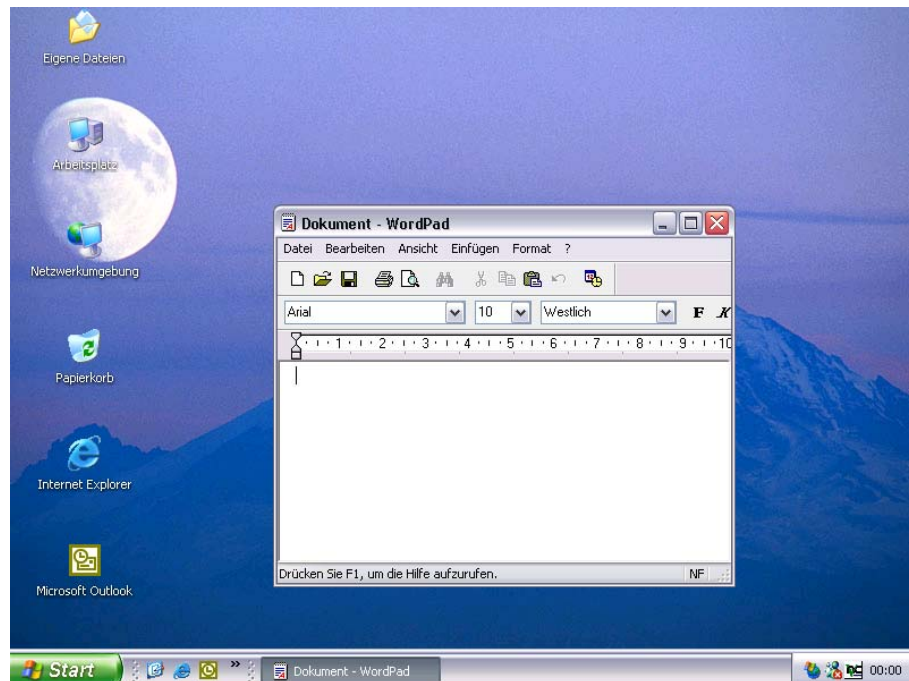 Eigene Dateien
Arbeitsplatz
Netzwerkumgebung
Papierkorb
Internet Explorer
Microsoft Outlook
Dokument - WordPad
Datei Bearbeiten Ansicht Einfügen Format ?
Arial 10 Westlich F K
1 2 3 4 5 6 7 8 9 10
Drücken Sie F1, um die Hilfe aufzurufen. NF
Start » Dokument - WordPad 00:00